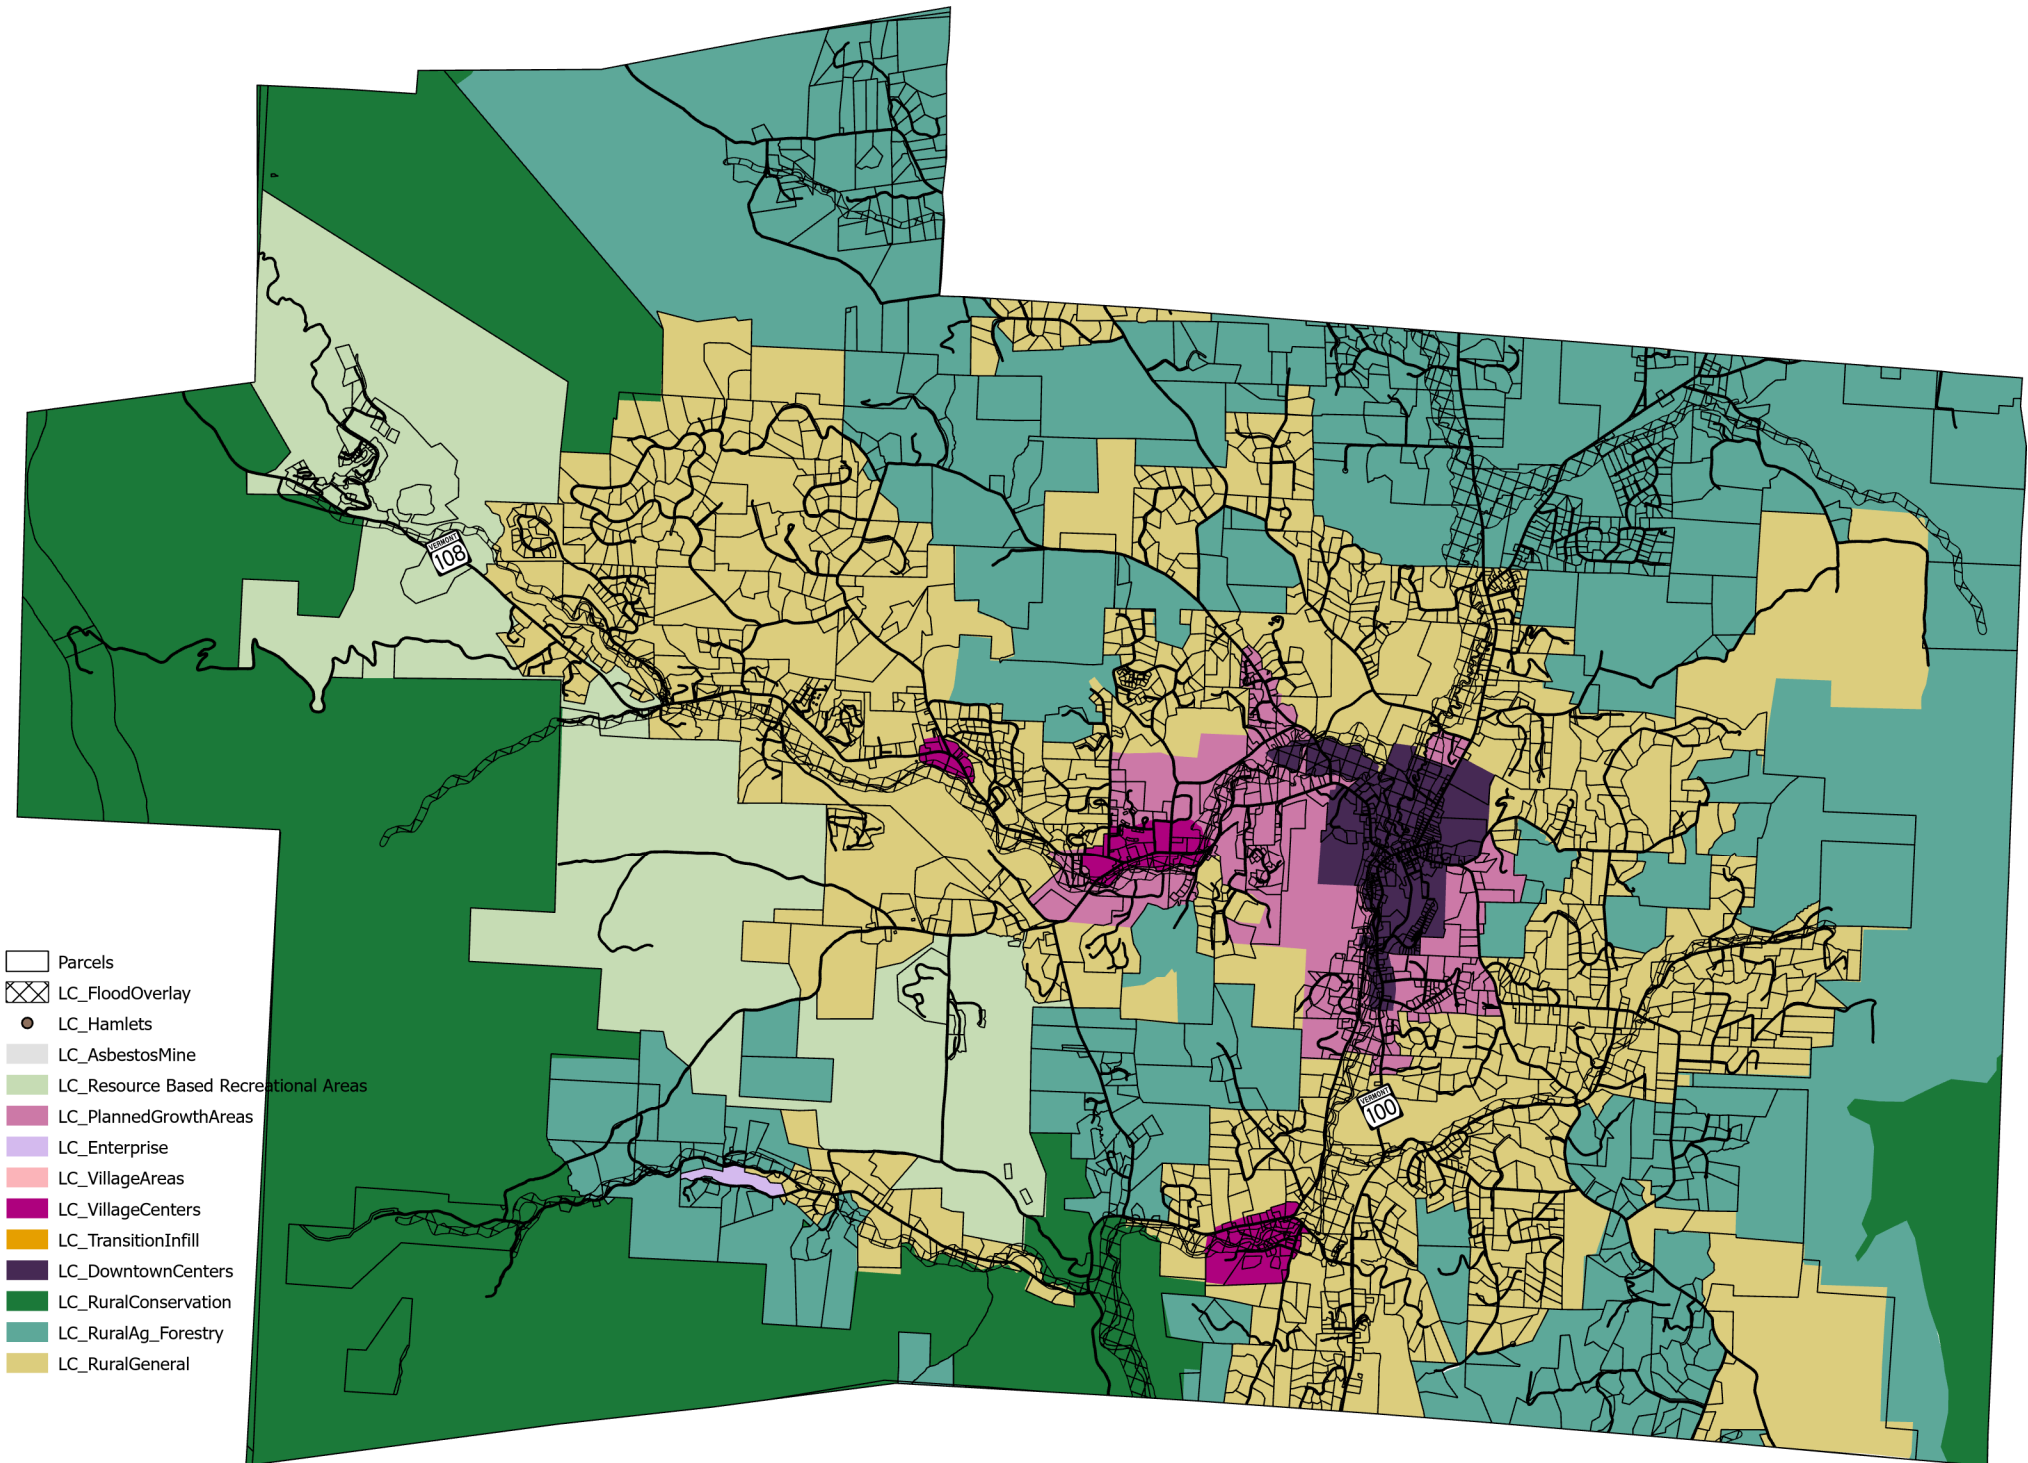 VERMONT
108
Parcels
LC_FloodOverlay
LC_Hamlets
LC_AsbestosMine
LC_Resource Based Recreational Areas
LC_PlannedGrowthAreas
LC_Enterprise
LC_VillageAreas
LC_VillageCenters
LC_TransitionInfill
LC_DowntownCenters
LC_RuralConservation
LC_RuralAg_Forestry
LC_RuralGeneral
VERMONT
100